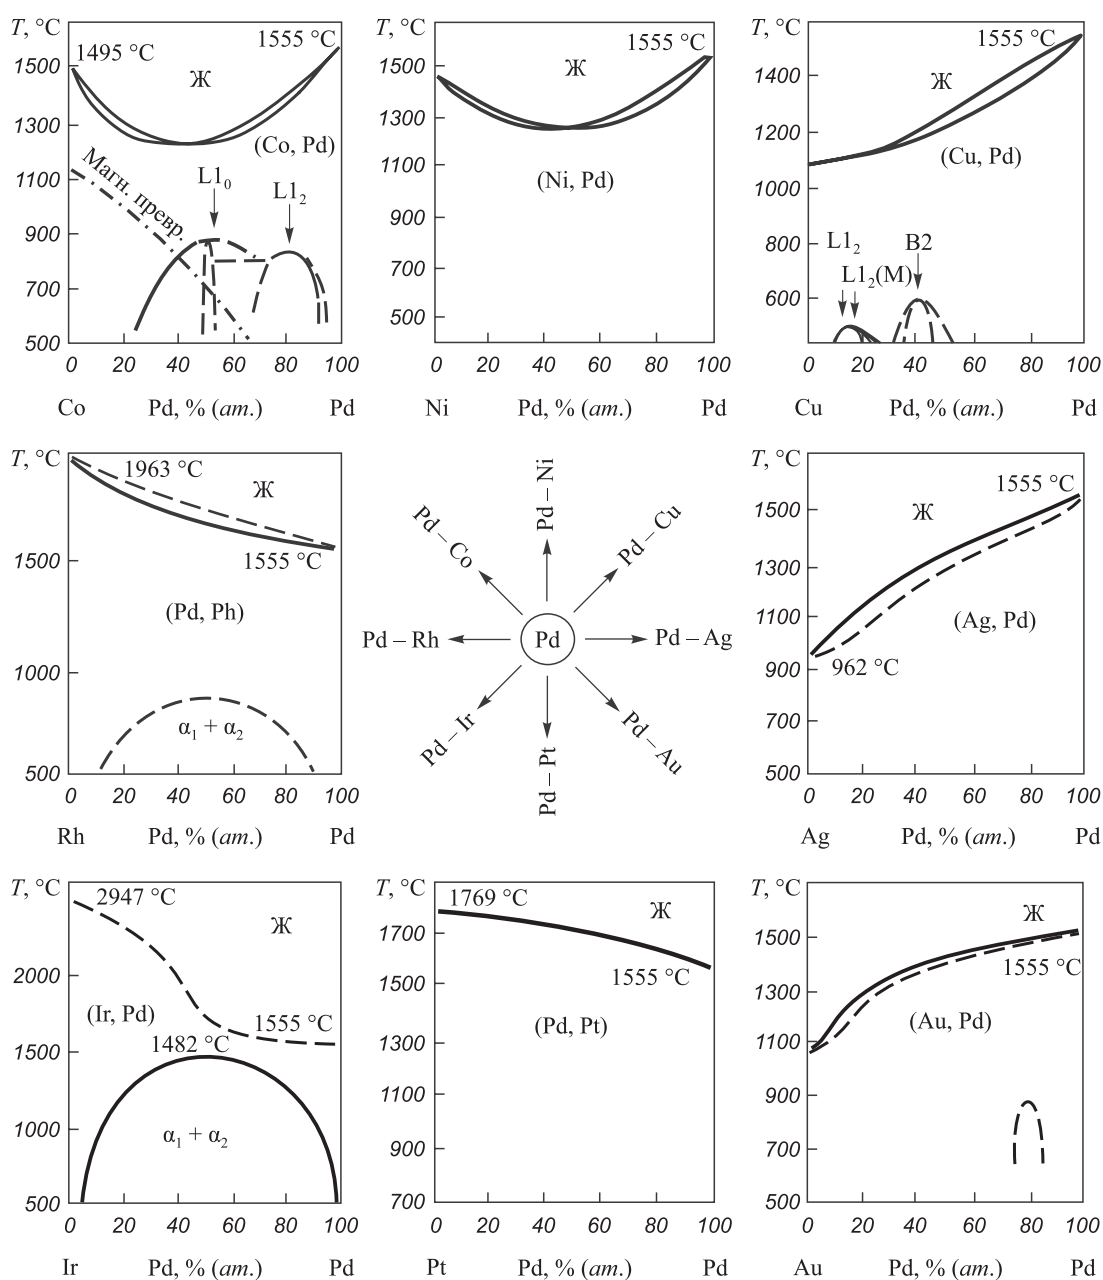 T, °C
1495 °C
1555 °C
Ж
(Co, Pd)
Магн. превр.
L1₀
L1₂
1500
1300
1100
900
700
500
0 20 40 60 80 100
Co Pd, % (ат.) Pd
T, °C
1555 °C
Ж
(Ni, Pd)
1500
1300
1100
900
700
500
0 20 40 60 80 100
Ni Pd, % (ат.) Pd
T, °C
1555 °C
Ж
(Cu, Pd)
L1₂
B2
L1₂(M)
1400
1200
1000
800
600
0 20 40 60 80 100
Cu Pd, % (ат.) Pd
T, °C
1963 °C
Ж
1555 °C
(Pd, Ph)
α₁ + α₂
1500
1000
500
0 20 40 60 80 100
Rh Pd, % (ат.) Pd
Pd – Ni
Pd – Co
Pd – Cu
Pd – Rh
Pd
Pd – Ag
Pd – Ir
Pd – Pt
Pd – Au
T, °C
1555 °C
Ж
(Ag, Pd)
962 °C
1500
1300
1100
900
700
500
0 20 40 60 80 100
Ag Pd, % (ат.) Pd
T, °C
2947 °C
Ж
(Ir, Pd)
1555 °C
1482 °C
α₁ + α₂
2000
1500
1000
500
0 20 40 60 80 100
Ir Pd, % (ат.) Pd
T, °C
1769 °C
Ж
1555 °C
(Pd, Pt)
1700
1500
1300
1100
900
700
0 20 40 60 80 100
Pt Pd, % (ат.) Pd
T, °C
Ж
1555 °C
(Au, Pd)
1500
1300
1100
900
700
500
0 20 40 60 80 100
Au Pd, % (ат.) Pd